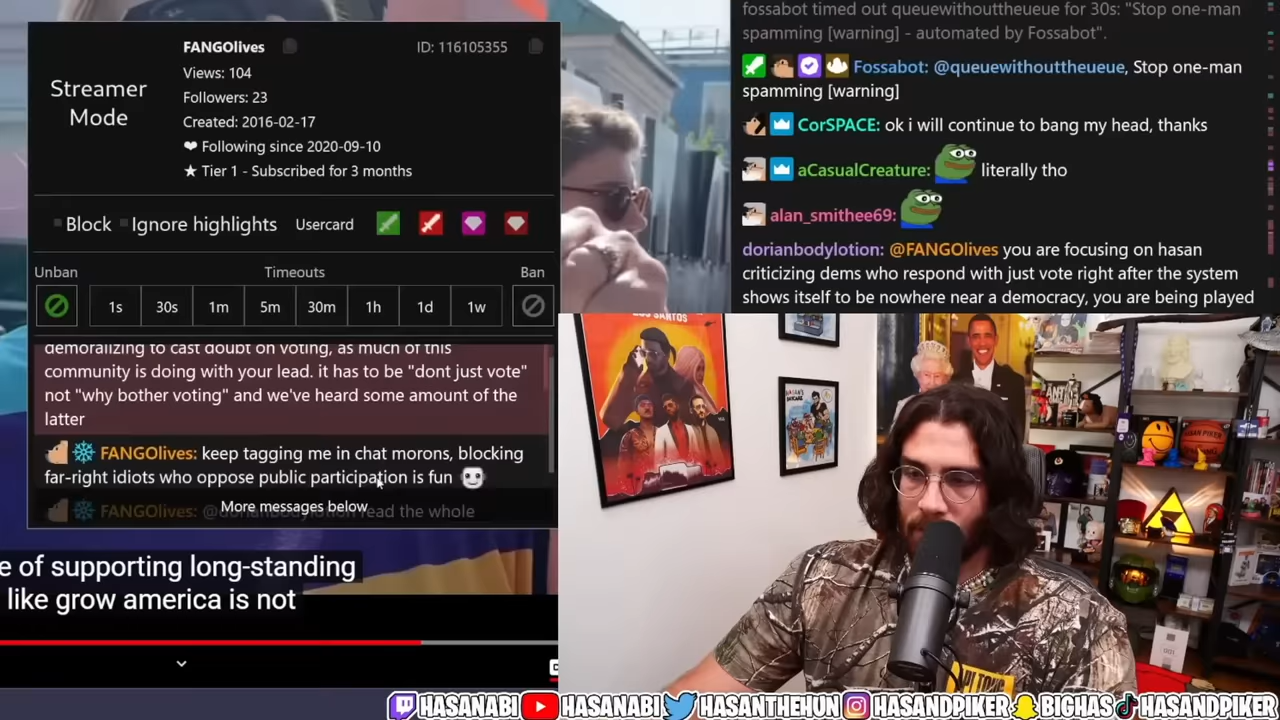 FANGOlives
ID: 116105355
Views: 104
Followers: 23
Created: 2016-02-17
❤ Following since 2020-09-10
★ Tier 1 - Subscribed for 3 months
Streamer
Mode
Block
Ignore highlights
Usercard
Unban
Timeouts
Ban
1s
30s
1m
5m
30m
1h
1d
1w
demoralizing to cast doubt on voting, as much of this
community is doing with your lead. it has to be "dont just vote"
not "why bother voting" and we've heard some amount of the
latter
FANGOlives: keep tagging me in chat morons, blocking
far-right idiots who oppose public participation is fun
FANGOlives: @dorianbodylotion read the whole
More messages below
e of supporting long-standing
like grow america is not
fossabot timed out queuewithouttheueue for 30s: "Stop one-man
spamming [warning] - automated by Fossabot".
Fossabot: @queuewithouttheueue, Stop one-man
spamming [warning]
CorSPACE: ok i will continue to bang my head, thanks
aCasualCreature: literally tho
alan_smithee69:
dorianbodylotion: @FANGOlives you are focusing on hasan
criticizing dems who respond with just vote right after the system
shows itself to be nowhere near a democracy, you are being played
LOS SANTOS
HASAN PIKER
HASANABI
HASANABI
HASANTHEHUN
HASANDPIKER
BIGHAS
HASANDPIKER